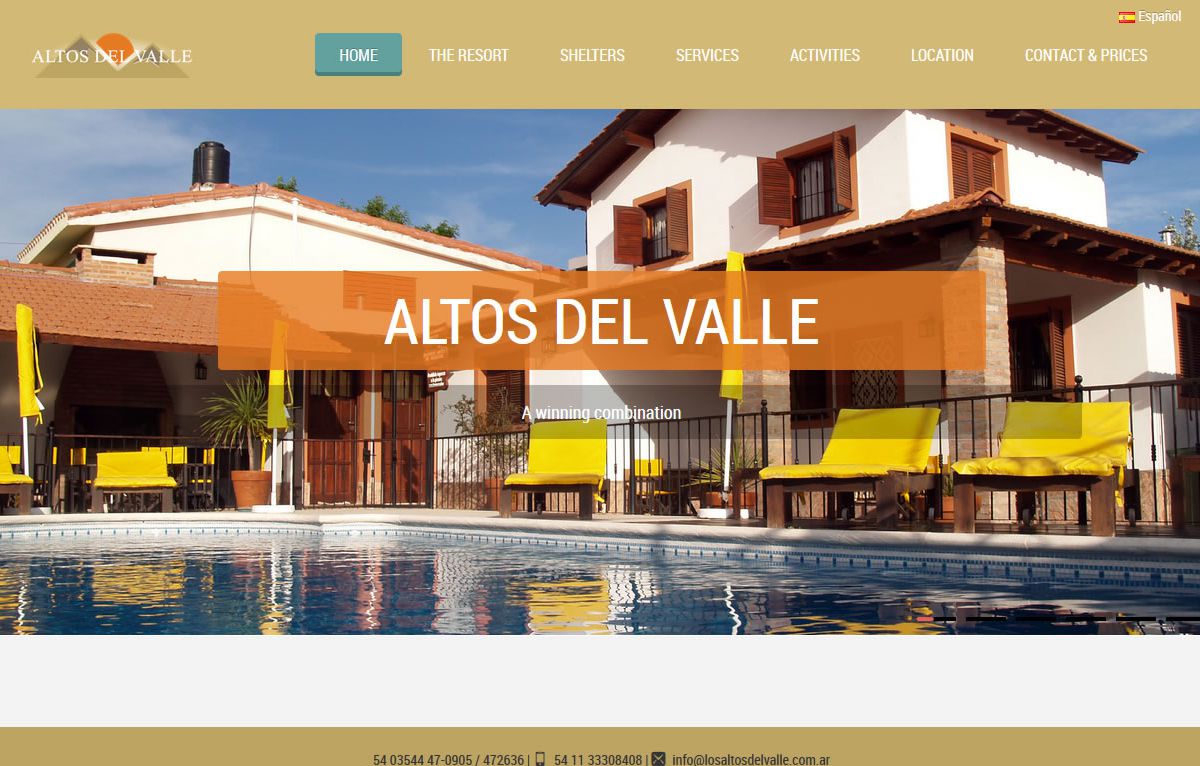 Español
ALTOS DEL VALLE
HOME
THE RESORT
SHELTERS
SERVICES
ACTIVITIES
LOCATION
CONTACT & PRICES
ALTOS DEL VALLE
A winning combination
54 03544 47-0905 / 472636 | 54 11 33308408 | info@losaltosdelvalle.com.ar